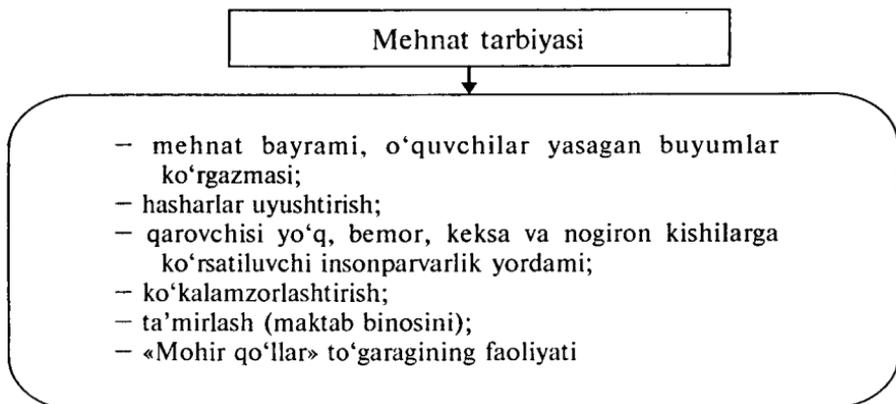 Mehnat tarbiyasi
— mehnat bayrami, o‘quvchilar yasagan buyumlar
ko‘rgazmasi;
— hasharlar uyushtirish;
— qarovchisi yo‘q, bemor, keksa va nogiron kishilarga
ko‘rsatiluvchi insonparvarlik yordami;
— ko‘kalamzorlashtirish;
— ta’mirlash (maktab binosini);
— «Mohir qo‘llar» to‘garagining faoliyati